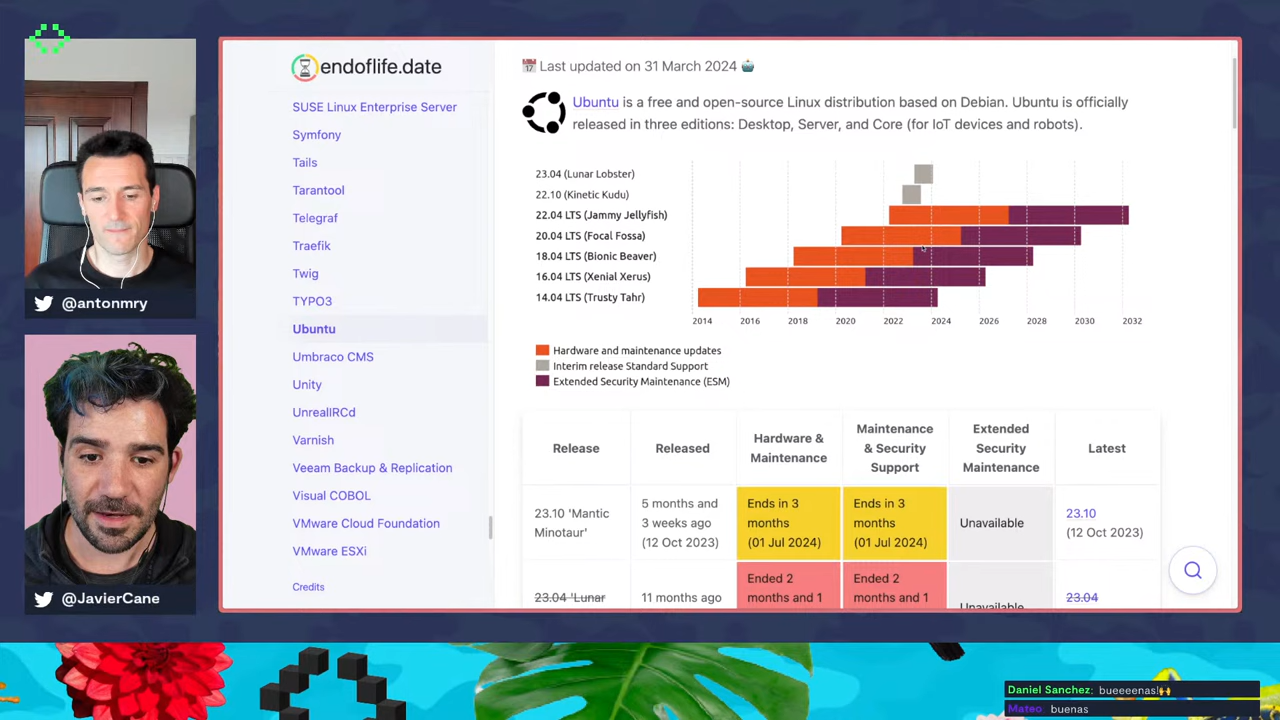 @antonmry
@JavierCane
endoflife.date
SUSE Linux Enterprise Server
Symfony
Tails
Tarantool
Telegraf
Traefik
Twig
TYPO3
Ubuntu
Umbraco CMS
Unity
UnrealIRCd
Varnish
Veeam Backup & Replication
Visual COBOL
VMware Cloud Foundation
VMware ESXi
Credits
Last updated on 31 March 2024
Ubuntu is a free and open-source Linux distribution based on Debian. Ubuntu is officially
released in three editions: Desktop, Server, and Core (for IoT devices and robots).
23.04 (Lunar Lobster)
22.10 (Kinetic Kudu)
22.04 LTS (Jammy Jellyfish)
20.04 LTS (Focal Fossa)
18.04 LTS (Bionic Beaver)
16.04 LTS (Xenial Xerus)
14.04 LTS (Trusty Tahr)
2014 2016 2018 2020 2022 2024 2026 2028 2030 2032
Hardware and maintenance updates
Interim release Standard Support
Extended Security Maintenance (ESM)
Release
Released
Hardware &
Maintenance
Maintenance
& Security
Support
Extended
Security
Maintenance
Latest
23.10 'Mantic
Minotaur'
5 months and
3 weeks ago
(12 Oct 2023)
Ends in 3
months
(01 Jul 2024)
Ends in 3
months
(01 Jul 2024)
Unavailable
23.10
(12 Oct 2023)
23.04 'Lunar
11 months ago
Ended 2
months and 1
Ended 2
months and 1
Unavailable
23.04
Daniel Sanchez: bueeeenas!🙌
Mateo: buenas